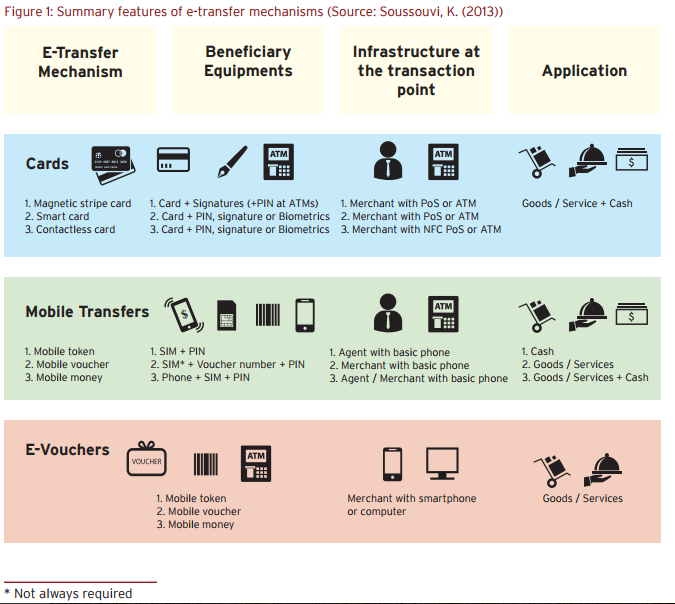 Figure 1: Summary features of e-transfer mechanisms (Source: Soussouvi, K. (2013))
E-Transfer
Mechanism
Beneficiary
Equipments
Infrastructure at
the transaction
point
Application
Cards
ATM
ATM
$
1. Magnetic stripe card
2. Smart card
3. Contactless card
1. Card + Signatures (+PIN at ATMs)
2. Card + PIN, signature or Biometrics
3. Card + PIN, signature or Biometrics
1. Merchant with PoS or ATM
2. Merchant with PoS or ATM
3. Merchant with NFC PoS or ATM
Goods / Service + Cash
Mobile Transfers
$
ATM
$
1. Mobile token
2. Mobile voucher
3. Mobile money
1. SIM + PIN
2. SIM* + Voucher number + PIN
3. Phone + SIM + PIN
1. Agent with basic phone
2. Merchant with basic phone
3. Agent / Merchant with basic phone
1. Cash
2. Goods / Services
3. Goods / Services + Cash
E-Vouchers
VOUCHER
ATM
1. Mobile token
2. Mobile voucher
3. Mobile money
Merchant with smartphone
or computer
Goods / Services
* Not always required